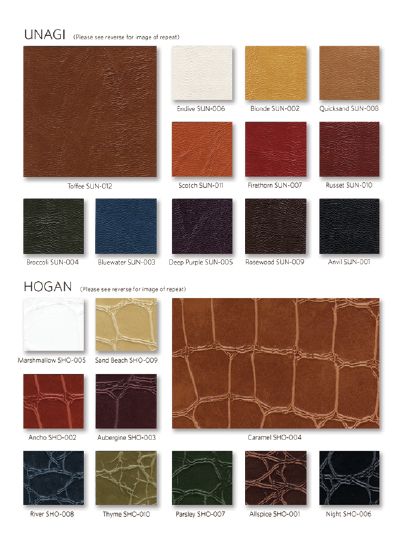 UNAGI (Please see reverse for image of repeat)
Endive SUN-006 Blonde SUN-002 Quicksand SUN-008
Toffee SUN-012 Scotch SUN-011 Firethorn SUN-007 Russet SUN-010
Broccoli SUN-004 Bluewater SUN-003 Deep Purple SUN-005 Rosewood SUN-009 Anvil SUN-001
HOGAN (Please see reverse for image of repeat)
Marshmallow SHO-005 Sand Beach SHO-009
Ancho SHO-002 Aubergine SHO-003 Caramel SHO-004
River SHO-008 Thyme SHO-010 Parsley SHO-007 Allspice SHO-001 Night SHO-006